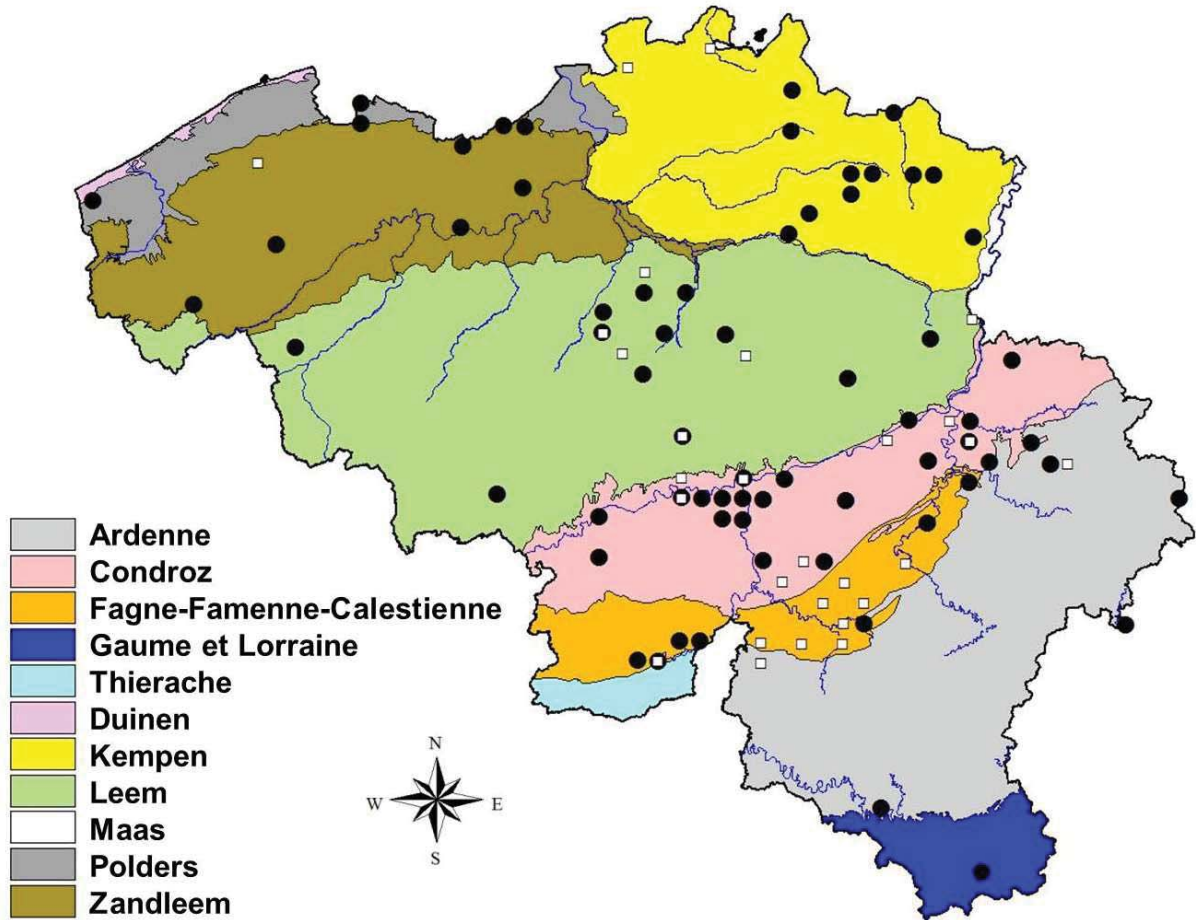 Ardenne
Condroz
Fagne-Famenne-Calestienne
Gaume et Lorraine
Thierache
Duinen
Kempen
Leem
Maas
Polders
Zandleem
N
W E
S